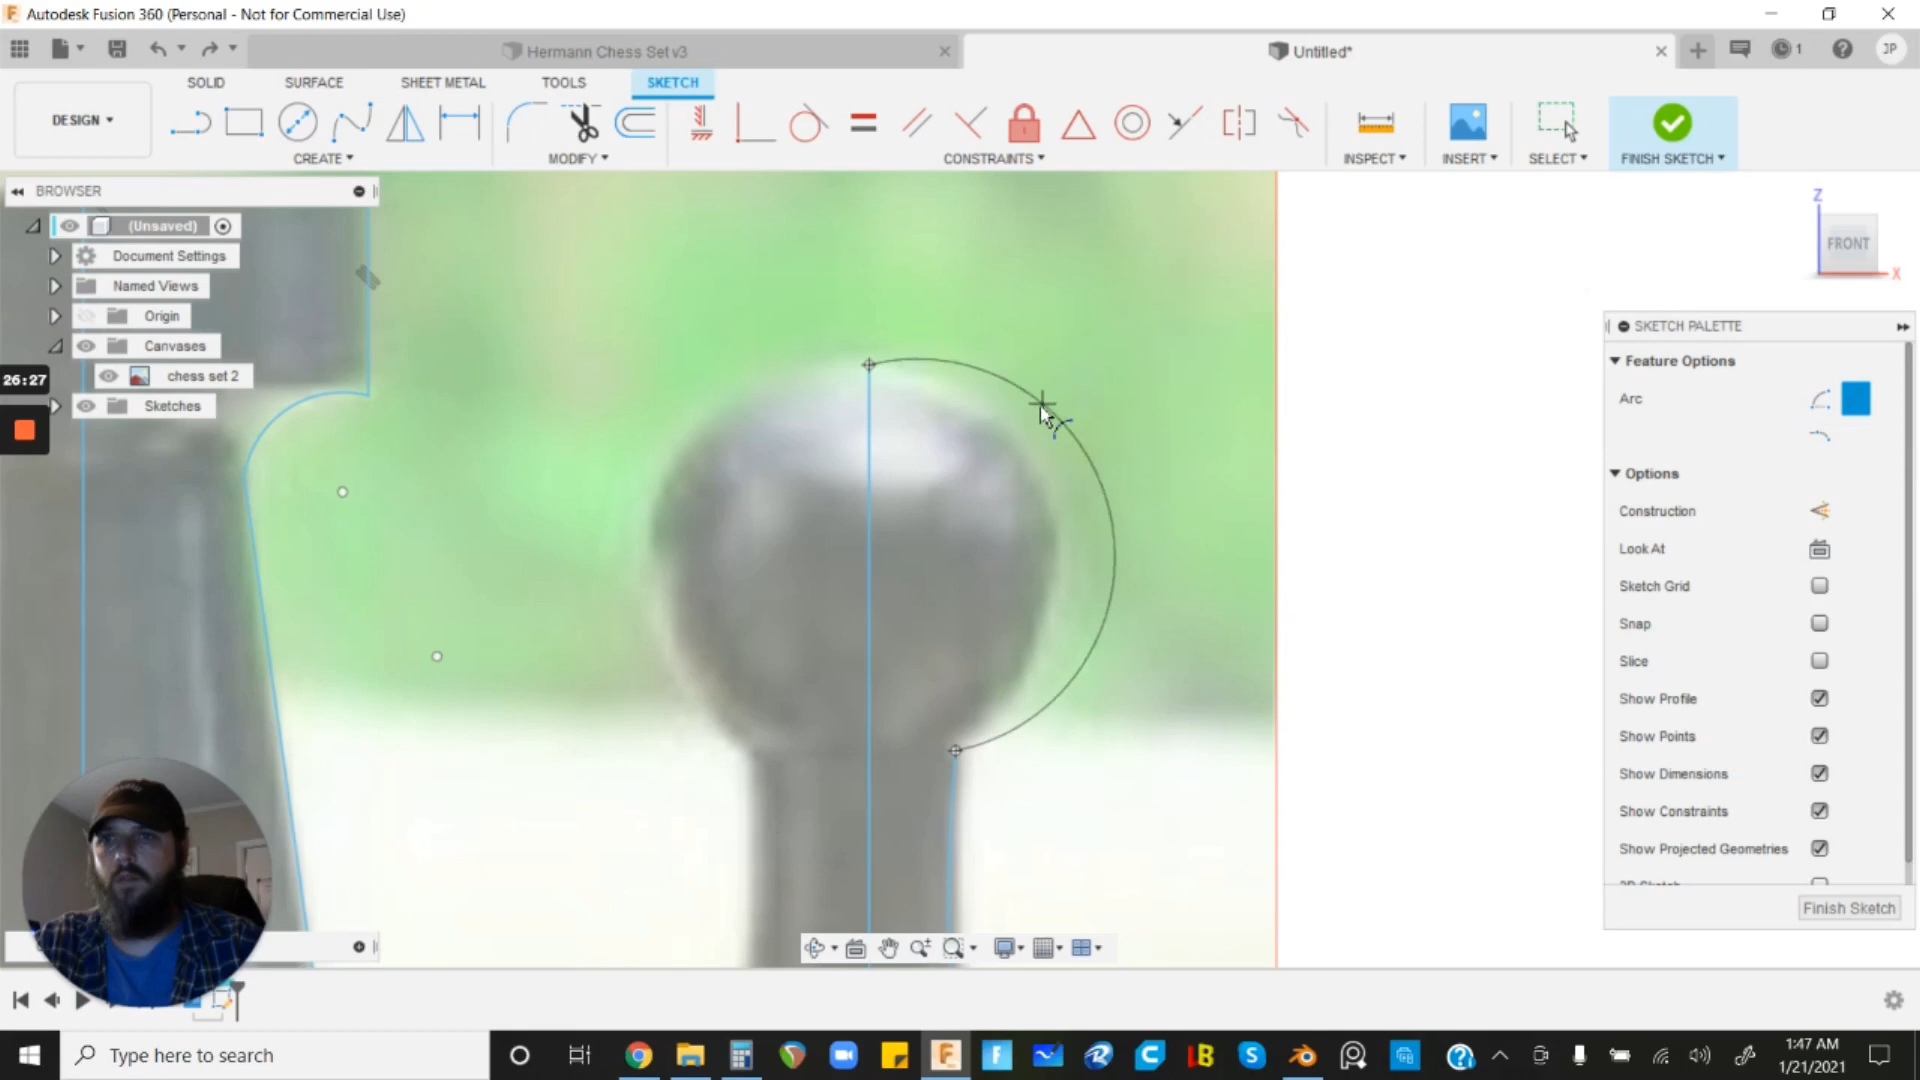 Autodesk Fusion 360 (Personal - Not for Commercial Use)
Hermann Chess Set v3
Untitled*
1
JP
SOLID
SURFACE
SHEET METAL
TOOLS
SKETCH
DESIGN
CREATE
MODIFY
CONSTRAINTS
INSPECT
INSERT
SELECT
FINISH SKETCH
BROWSER
(Unsaved)
Document Settings
Named Views
Origin
Canvases
chess set 2
Sketches
26:27
Z
FRONT
X
SKETCH PALETTE
Feature Options
Arc
Options
Construction
Look At
Sketch Grid
Snap
Slice
Show Profile
Show Points
Show Dimensions
Show Constraints
Show Projected Geometries
Finish Sketch
Type here to search
1:47 AM
1/21/2021